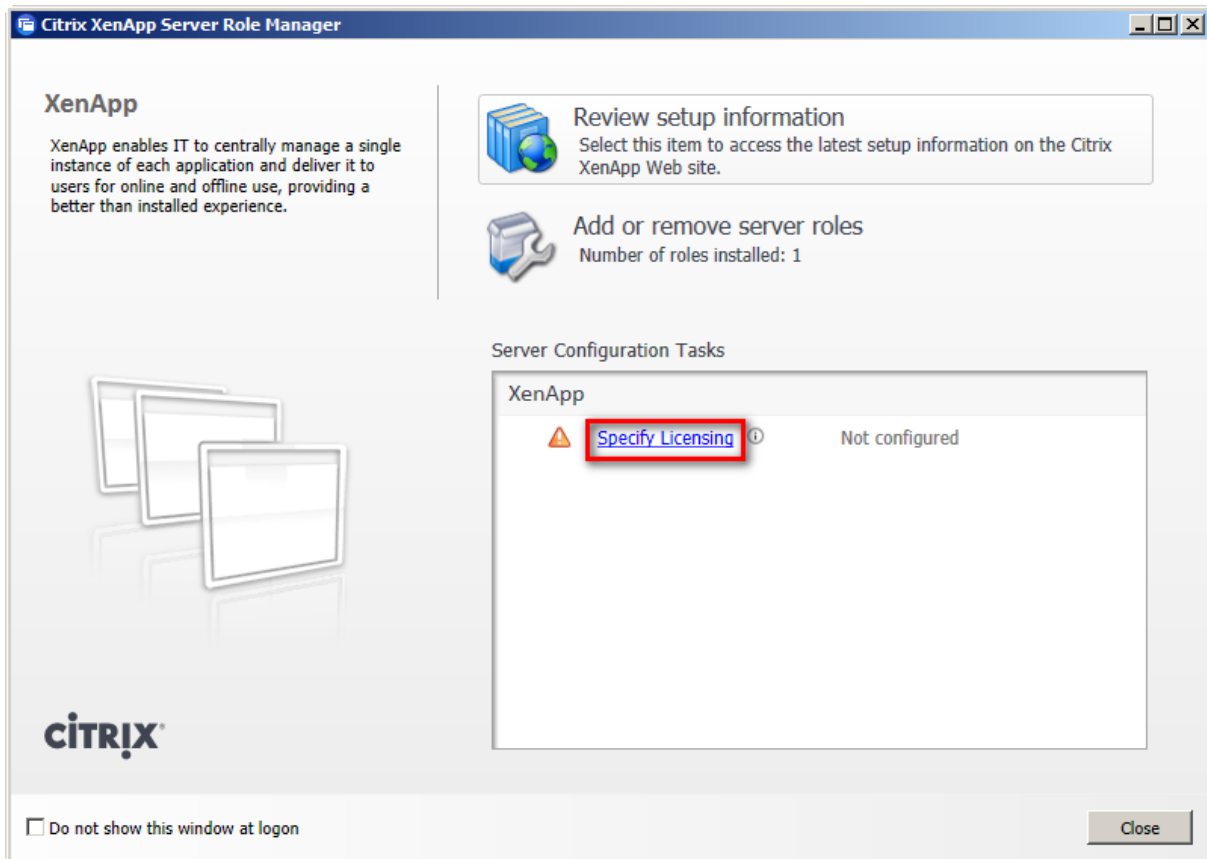 Citrix XenApp Server Role Manager
XenApp
XenApp enables IT to centrally manage a single
instance of each application and deliver it to
users for online and offline use, providing a
better than installed experience.
Review setup information
Select this item to access the latest setup information on the Citrix
XenApp Web site.
Add or remove server roles
Number of roles installed: 1
Server Configuration Tasks
XenApp
Specify Licensing Not configured
CITRIX
Do not show this window at logon
Close